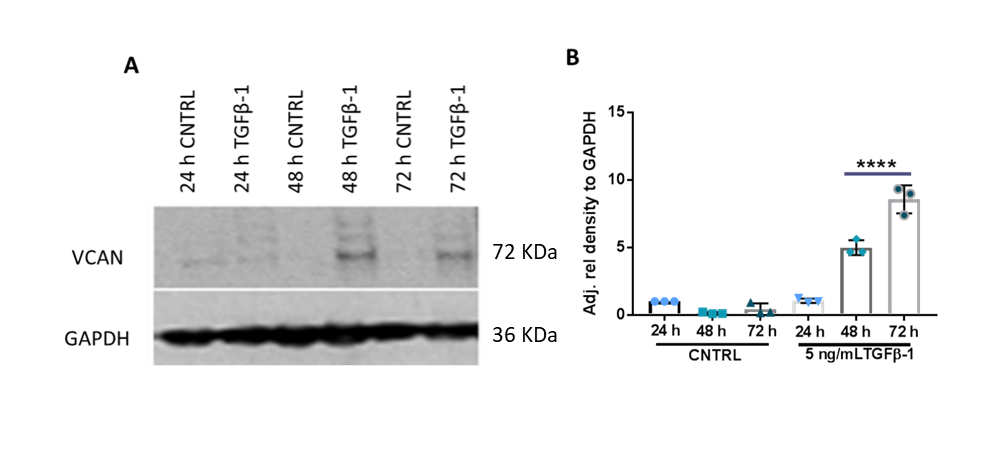 A
24 h CNTRL
24 h TGFβ-1
48 h CNTRL
48 h TGFβ-1
72 h CNTRL
72 h TGFβ-1
VCAN
72 KDa
GAPDH
36 KDa
B
Adj. rel density to GAPDH
15
10
5
0
****
24 h 48 h 72 h 24 h 48 h 72 h
CNTRL 5 ng/mLTGFβ-1